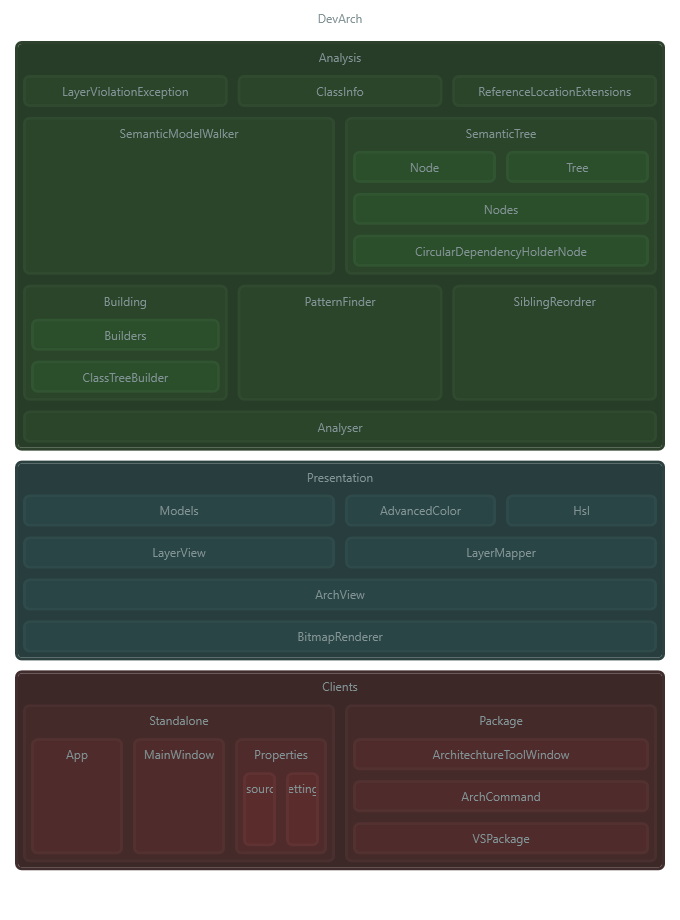 DevArch
Analysis
LayerViolationException
ClassInfo
ReferenceLocationExtensions
SemanticModelWalker
SemanticTree
Node
Tree
Nodes
CircularDependencyHolderNode
Building
PatternFinder
SiblingReordrer
Builders
ClassTreeBuilder
Analyser
Presentation
Models
AdvancedColor
Hsl
LayerView
LayerMapper
ArchView
BitmapRenderer
Clients
Standalone
Package
App
MainWindow
Properties
ArchitechtureToolWindow
sourc
etting
ArchCommand
VSPackage